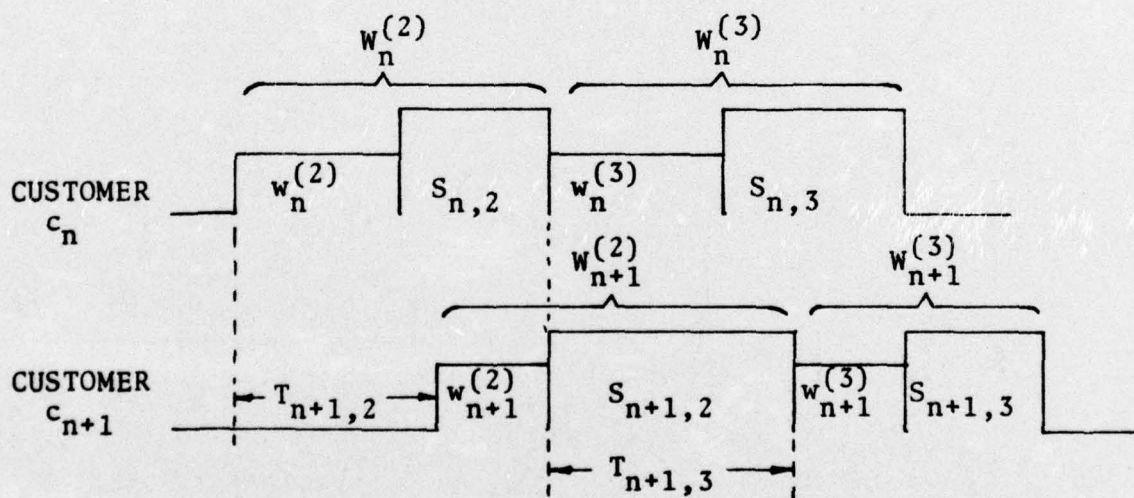 W_n^(2) W_n^(3)
CUSTOMER c_n w_n^(2) S_n,2 w_n^(3) S_n,3
W_n+1^(2) W_n+1^(3)
CUSTOMER c_n+1 T_n+1,2 w_n+1^(2) S_n+1,2 w_n+1^(3) S_n+1,3
T_n+1,3